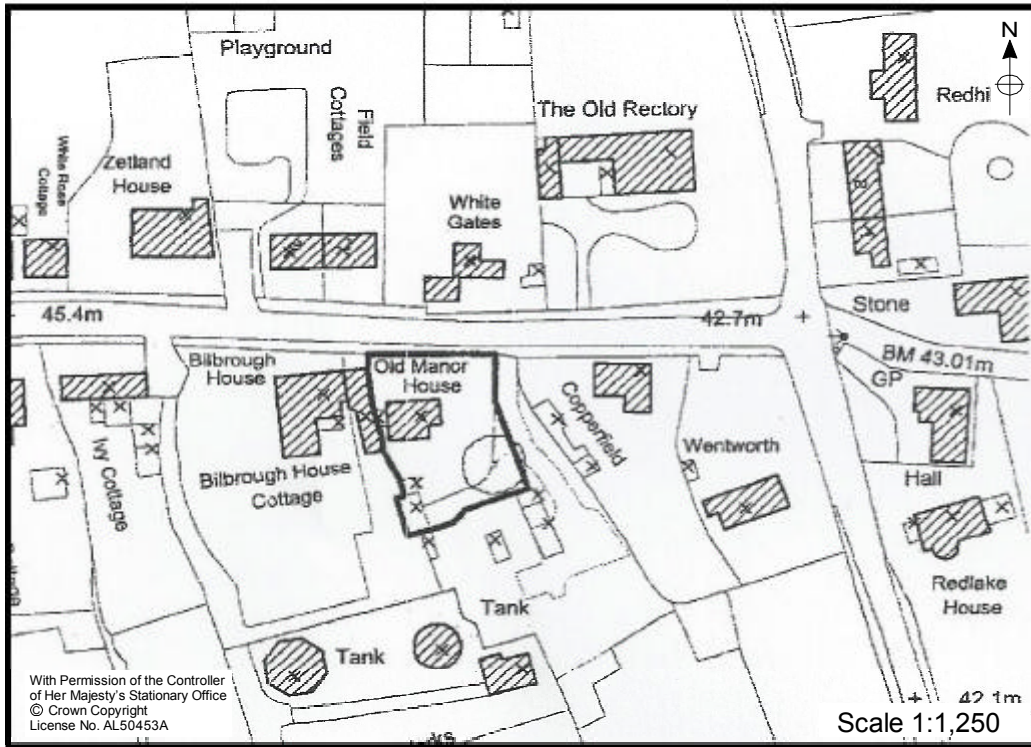 Playground
N
Redhi
Field
Cottages
The Old Rectory
White Rose
Cottage
Zetland
House
White
Gates
45.4m
42.7m
Stone
BM 43.01m
GP
Bilbrough
House
Old Manor
House
Copperfield
Wentworth
Ivy Cottage
Bilbrough House
Cottage
Hall
Redlake
House
Tank
Tank
With Permission of the Controller
of Her Majesty's Stationary Office
© Crown Copyright
License No. AL50453A
42.1m
Scale 1:1,250